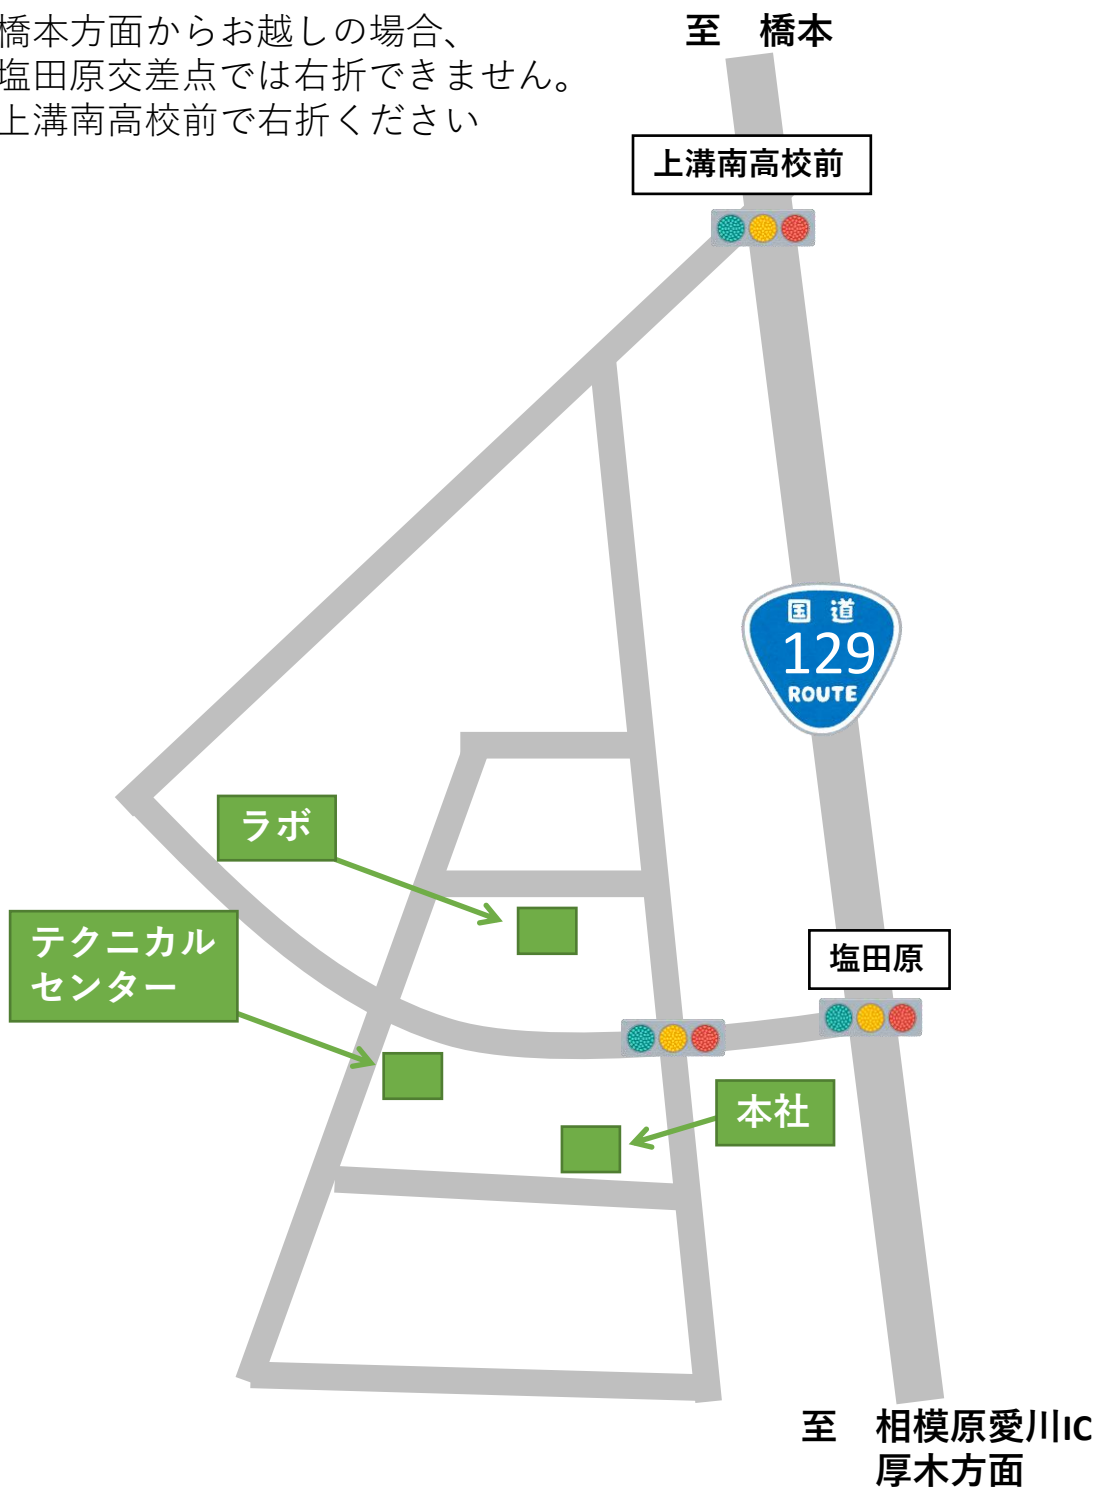 橋本方面からお越しの場合、
塩田原交差点では右折できません。
上溝南高校前で右折ください
至　橋本
上溝南高校前
国道
129
ROUTE
ラボ
テクニカル
センター
塩田原
本社
至　相模原愛川IC
厚木方面